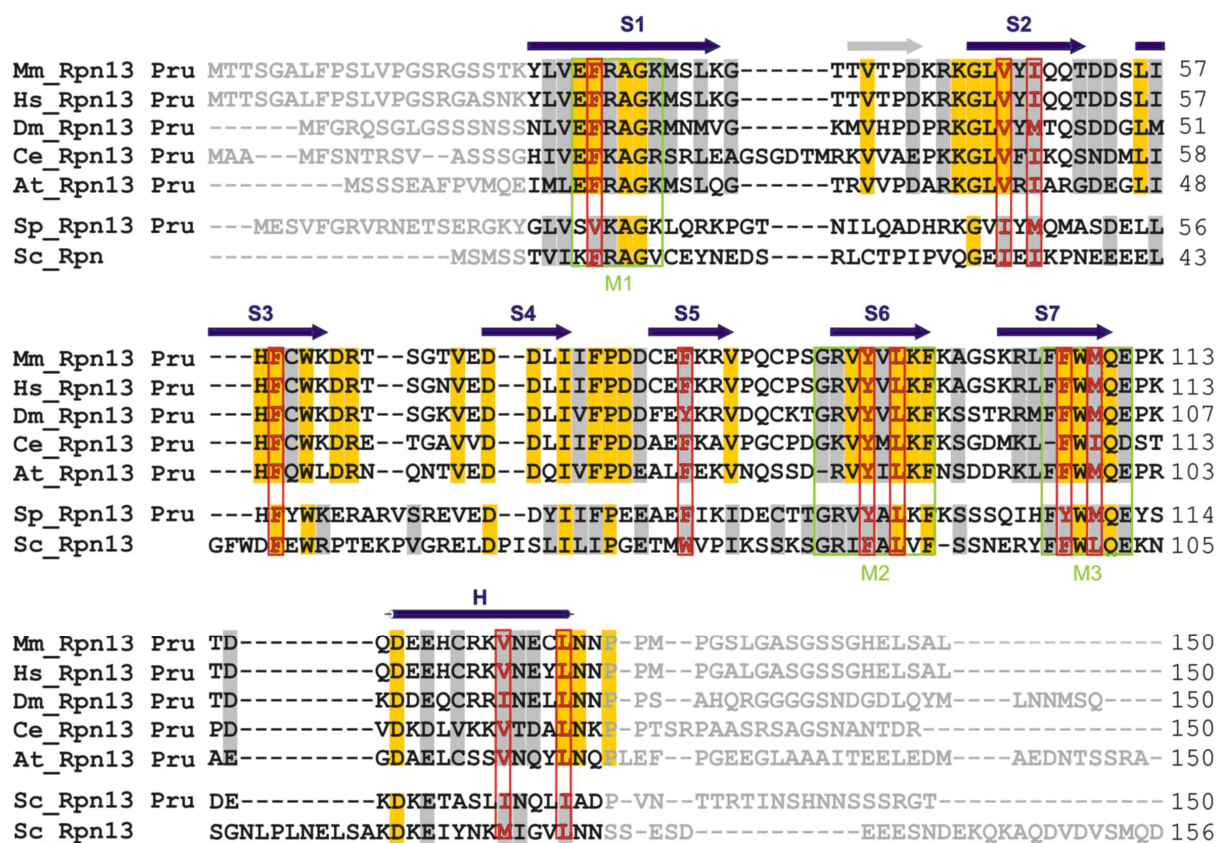 S1 S2
Mm_Rpn13 Pru MTTSGALFPSLVPGSRGSSTKYLVEFRAGKMSLKG------TTVTPDKRKGLVYIQQTDDSLI 57
Hs_Rpn13 Pru MTTSGALFPSLVPGSRGASNKYLVEFRAGKMSLKG------TTVTPDKRKGLVYIQQTDDSLI 57
Dm_Rpn13 Pru ------MFGRQSGLGSSSNSSNLVEFRAGRMNMVG------KMVHPDPRKGLVYMTQSDDGLM 51
Ce_Rpn13 Pru MAA---MFSNTRSV--ASSSGHIVEFKAGRSRLEAGSGDTMRKVVAEPKKGLVFIKQSNDMLI 58
At_Rpn13 Pru ---------MSSSEAFPVMQEIMLEFRAGKMSLQG------TRVVPDARKGLVRIARGDEGLI 48
Sp_Rpn13 Pru ---MESVFGRVRNETSERGKYGLVSVKAGKLQRKPGT----NILQADHRKGVIYMQMASDELL 56
Sc_Rpn ----------------MSMSSTVIKFRAGVCEYNEDS----RLCTPIPVQGEIEIKPNEEEEL 43
M1
S3 S4 S5 S6 S7
Mm_Rpn13 Pru ---HFCWKDRT--SGTVED--DLIIFPDDCEFKRVPQCPSGRVYVLKFKAGSKRLFFWMQEPK 113
Hs_Rpn13 Pru ---HFCWKDRT--SGNVED--DLIIFPDDCEFKRVPQCPSGRVYVLKFKAGSKRLFFWMQEPK 113
Dm_Rpn13 Pru ---HFCWKDRT--SGKVED--DLIVFPDDFEYKRVDQCKTGRVYVLKFKSSTRRMFFWMQEPK 107
Ce_Rpn13 Pru ---HFCWKDRE--TGAVVD--DLIIFPDDAEFKAVPGCPDGKVYMLKFKSGDMKL-FWIQDST 113
At_Rpn13 Pru ---HFQWLDRN--QNTVED--DQIVFPDEALFEKVNQSSD-RVYILKFNSDDRKLFFWMQEPR 103
Sp_Rpn13 Pru ---HFYWKERARVSREVED--DYIIFPEEAEFIKIDECTTGRVYALKFKSSSQIHFYWMQEYS 114
Sc_Rpn13 GFWDFEWRPTEKPVGRELDPISLILIPGETMWVPIKSSKSGRIFALVF-SSNERYFFWLQEKN 105
M2 M3
H
Mm_Rpn13 Pru TD---------QDEEHCRKVNECLNNP-PM--PGSLGASGSSGHELSAL-------------- 150
Hs_Rpn13 Pru TD---------QDEEHCRKVNEYLNNP-PM--PGALGASGSSGHELSAL-------------- 150
Dm_Rpn13 Pru TD---------KDDEQCRRINELLNNP-PS--AHQRGGGGSNDGDLQYM----LNNMSQ---- 150
Ce_Rpn13 Pru PD---------VDKDLVKKVTDALNKP-PTSRPAASRSAGSNANTDR---------------- 150
At_Rpn13 Pru AE---------GDAELCSSVNQYLNQPLEF--PGEEGLAAAITEELEDM----AEDNTSSRA- 150
Sc_Rpn13 Pru DE---------KDKETASLINQLIADP-VN--TTRTINSHNNSSSRGT--------------- 150
Sc_Rpn13 SGNLPLNELSAKDKEIYNKMIGVLNNSS-ESD-----------EEESNDEKQKAQDVDVSMQD 156